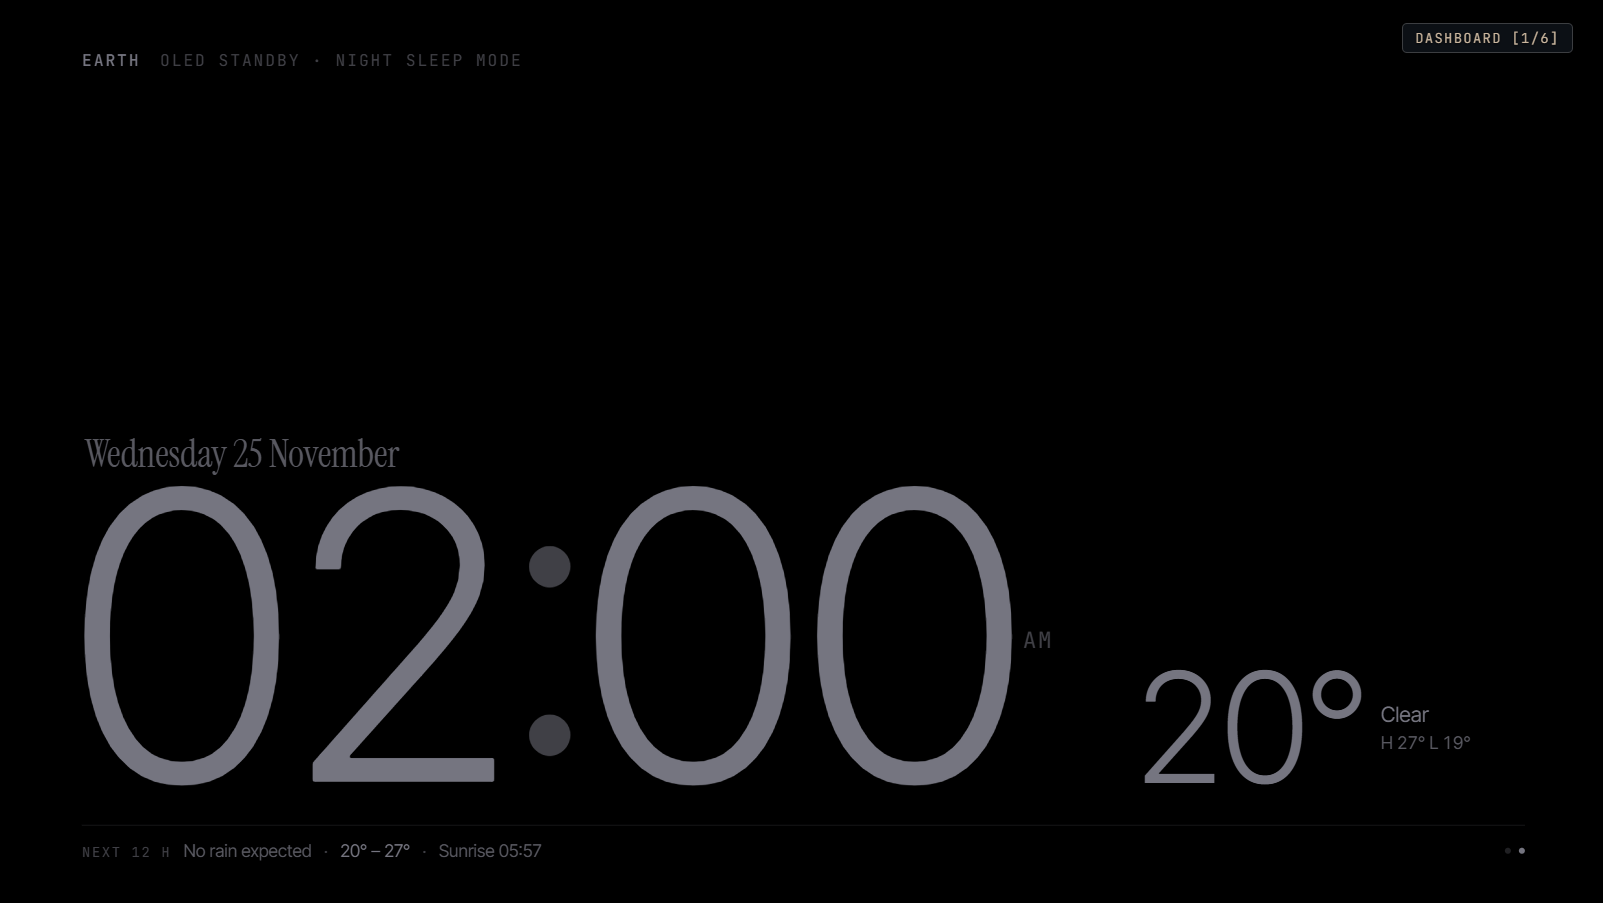 EARTH OLED STANDBY · NIGHT SLEEP MODE
DASHBOARD [1/6]
Wednesday 25 November
02:00 AM
20° Clear
H 27° L 19°
NEXT 12 H No rain expected · 20° – 27° · Sunrise 05:57